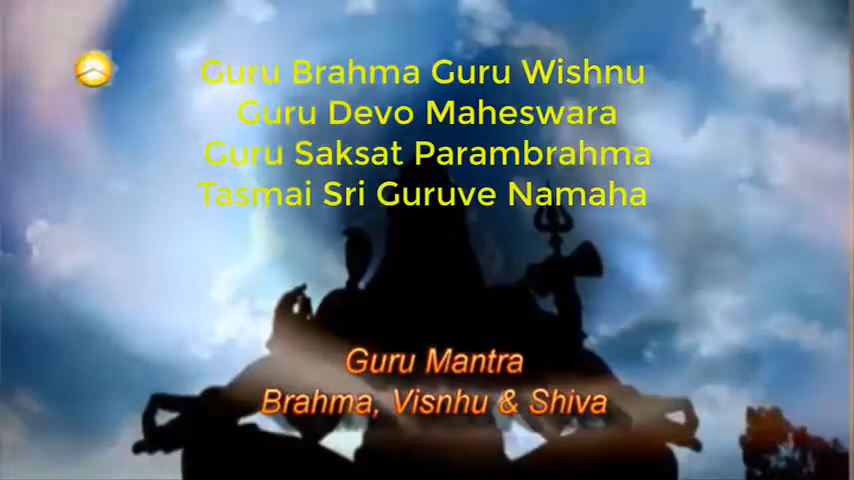 Guru Brahma Guru Wishnu
Guru Devo Maheswara
Guru Saksat Parambrahma
Tasmai Sri Guruve Namaha
Guru Mantra
Brahma, Visnhu & Shiva